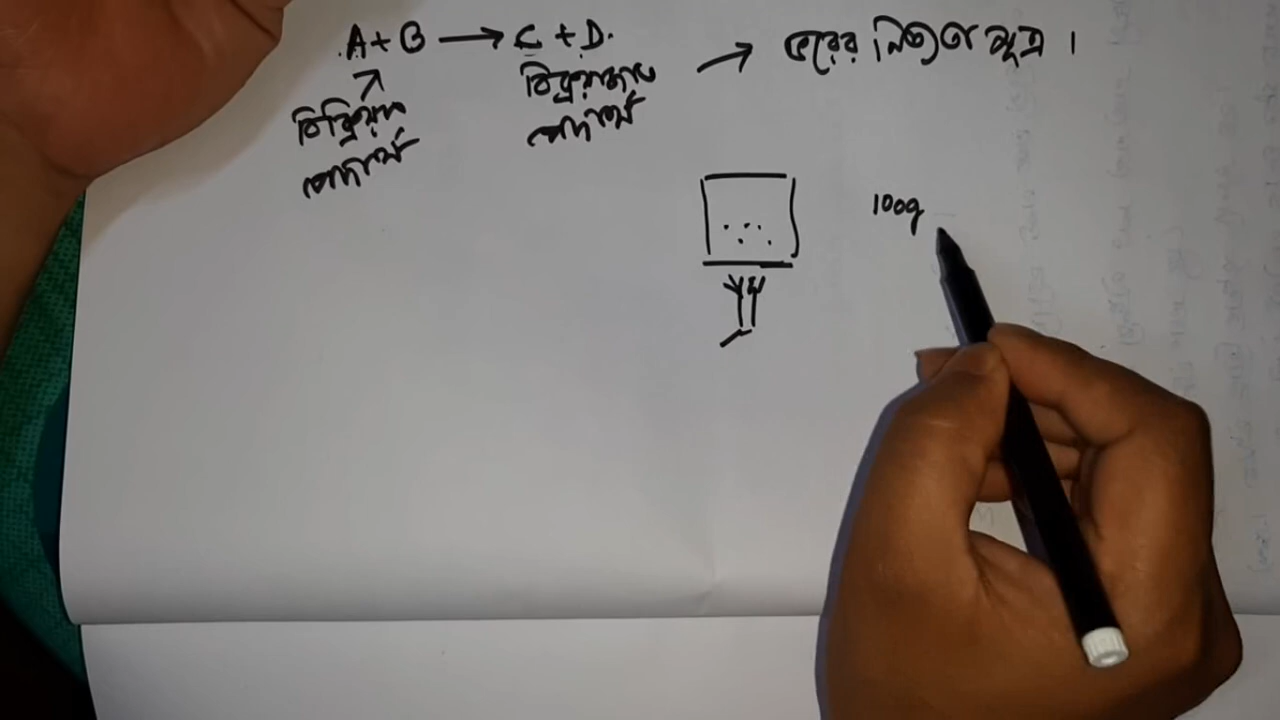 A + B ⟶ C + D.
→ ভরের নিত্যতা সূত্র।
বিক্রিয়ক
পদার্থ
বিক্রিয়াজাত
পদার্থ
100g